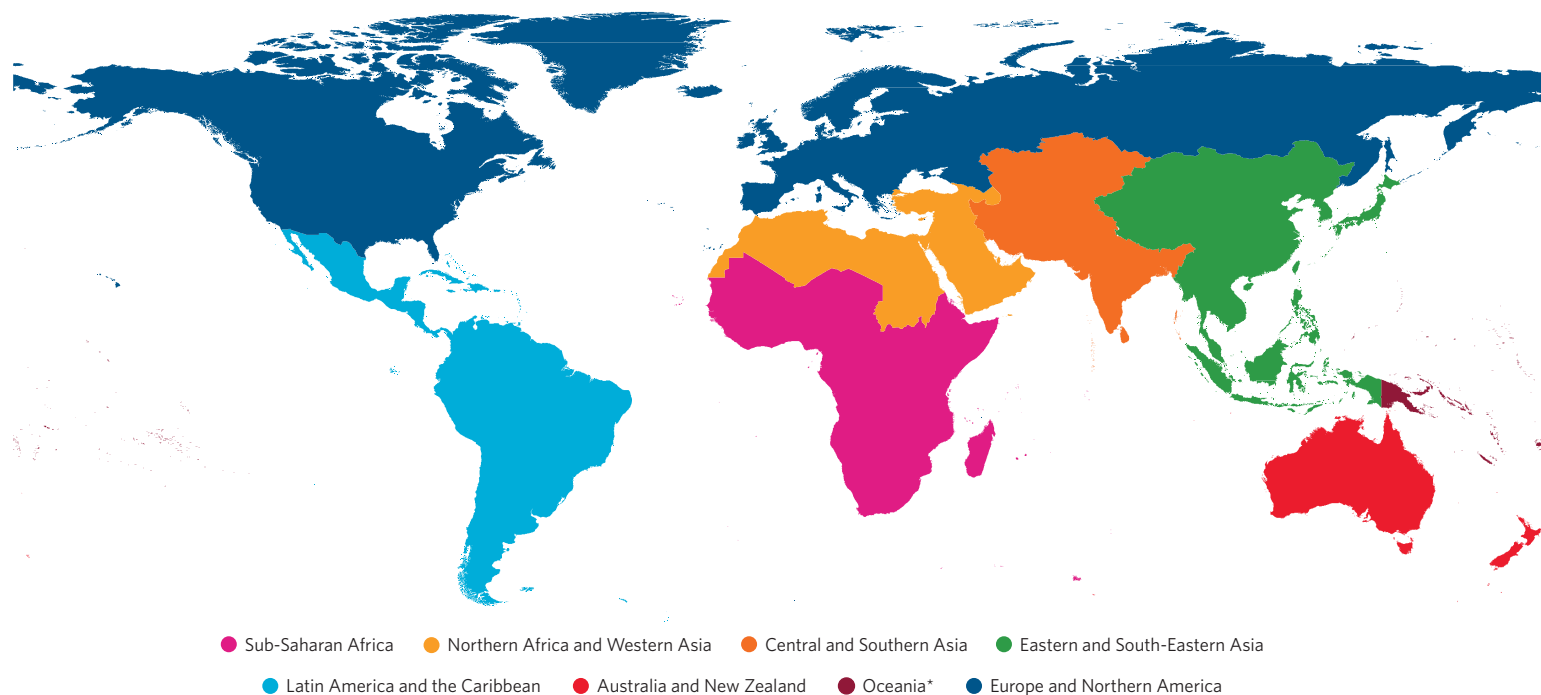 Sub-Saharan Africa Northern Africa and Western Asia Central and Southern Asia Eastern and South-Eastern Asia
Latin America and the Caribbean Australia and New Zealand Oceania* Europe and Northern America